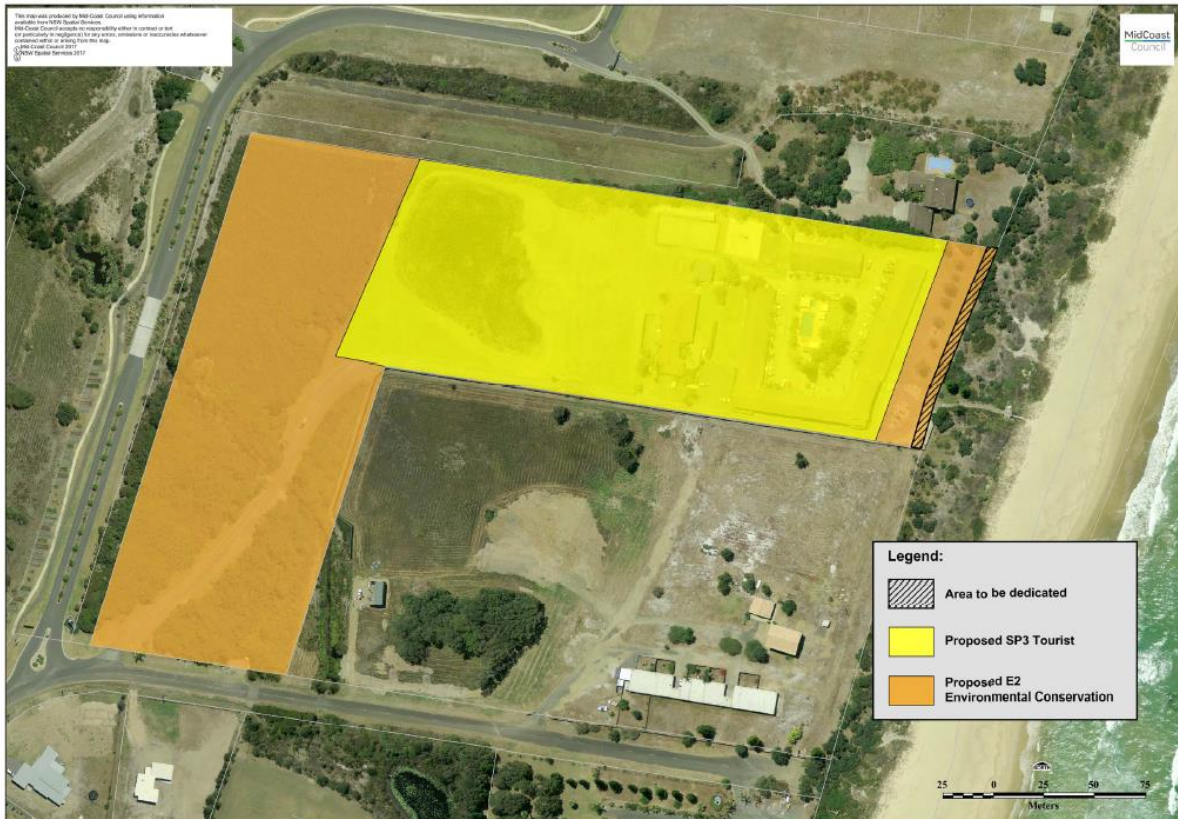 This map was produced by Mid-Coast Council using information
available from NSW Spatial Services.
Mid-Coast Council accepts no responsibility either in contract or tort
(or particularly in negligence) for any errors, omissions or inaccuracies whatsoever
contained within or arising from this map.
Mid-Coast Council 2017
NSW Spatial Services 2017
MidCoast
Council
Legend:
Area to be dedicated
Proposed SP3 Tourist
Proposed E2
Environmental Conservation
25 0 25 50 75
Meters